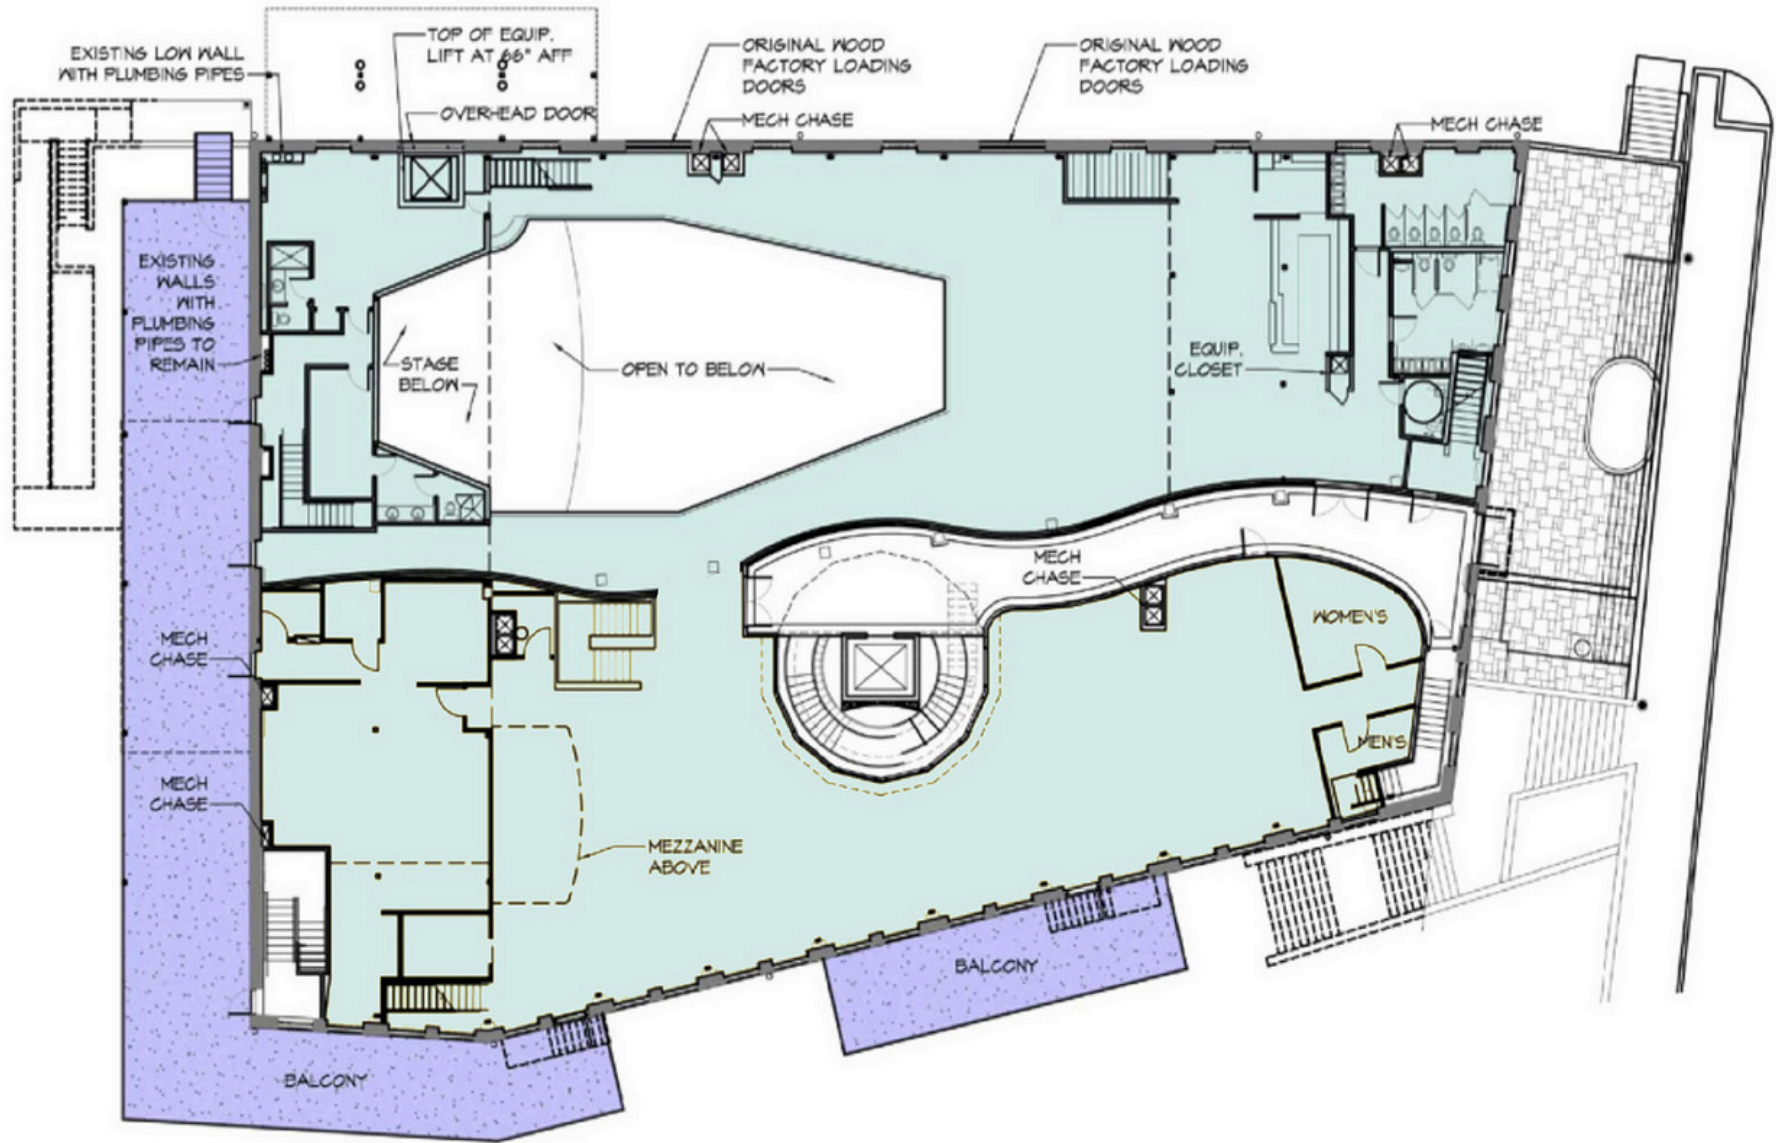 EXISTING LOW WALL
WITH PLUMBING PIPES
TOP OF EQUIP.
LIFT AT 66" AFF
OVERHEAD DOOR
ORIGINAL WOOD
FACTORY LOADING
DOORS
MECH CHASE
ORIGINAL WOOD
FACTORY LOADING
DOORS
MECH CHASE
EXISTING
WALLS
WITH
PLUMBING
PIPES TO
REMAIN
STAGE
BELOW
OPEN TO BELOW
EQUIP.
CLOSET
MECH
CHASE
WOMEN'S
MECH
CHASE
MEN'S
MECH
CHASE
MEZZANINE
ABOVE
BALCONY
BALCONY